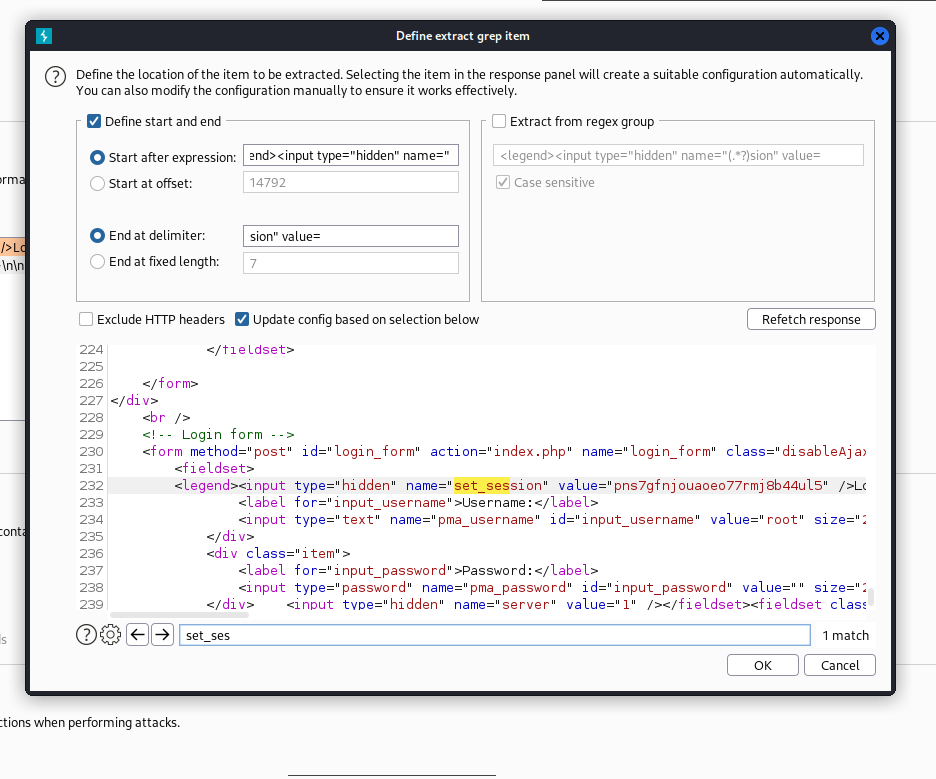 Define extract grep item
Define the location of the item to be extracted. Selecting the item in the response panel will create a suitable configuration automatically.
You can also modify the configuration manually to ensure it works effectively.
Define start and end
Extract from regex group
Start after expression: end><input type="hidden" name="
<legend><input type="hidden" name="(.*?)sion" value=
Start at offset: 14792
Case sensitive
End at delimiter: sion" value=
End at fixed length: 7
Exclude HTTP headers
Update config based on selection below
Refetch response
224 </fieldset>
225
226 </form>
227 </div>
228 <br />
229 <!-- Login form -->
230 <form method="post" id="login_form" action="index.php" name="login_form" class="disableAjax
231 <fieldset>
232 <legend><input type="hidden" name="set_session" value="pns7gfnjouaoeo77rmj8b44ul5" />Lo
233 <label for="input_username">Username:</label>
234 <input type="text" name="pma_username" id="input_username" value="root" size="2
235 </div>
236 <div class="item">
237 <label for="input_password">Password:</label>
238 <input type="password" name="pma_password" id="input_password" value="" size="2
239 </div> <input type="hidden" name="server" value="1" /></fieldset><fieldset clas
set_ses
1 match
OK
Cancel
orma
/>Lo
\n\n
conta
ctions when performing attacks.